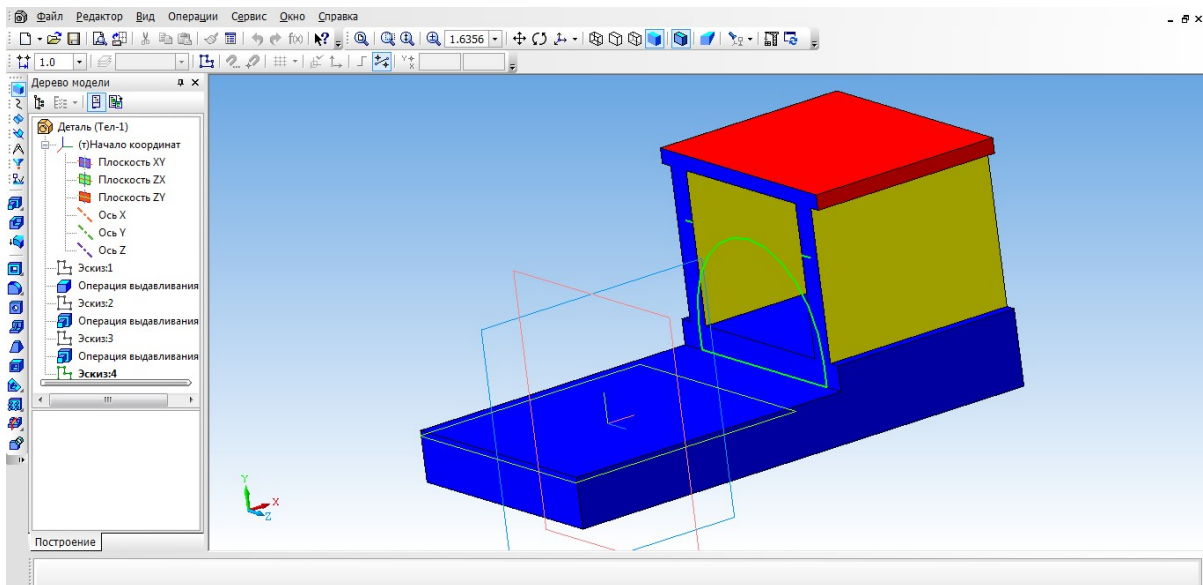 Файл Редактор Вид Операции Сервис Окно Справка
1.6356
1.0
Дерево модели
Деталь (Тел-1)
(т)Начало координат
Плоскость XY
Плоскость ZX
Плоскость ZY
Ось X
Ось Y
Ось Z
Эскиз:1
Операция выдавливания
Эскиз:2
Операция выдавливания
Эскиз:3
Операция выдавливания
Эскиз:4
Y
X
Z
Построение